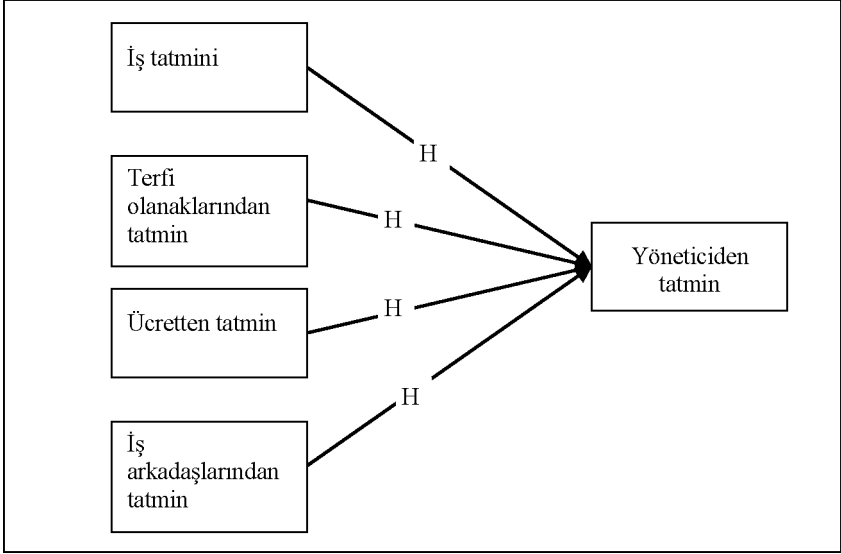 İş tatmini
H
Terfi
olanaklarından
tatmin
H
Yöneticiden
tatmin
Ücretten tatmin
H
H
İş
arkadaşlarından
tatmin